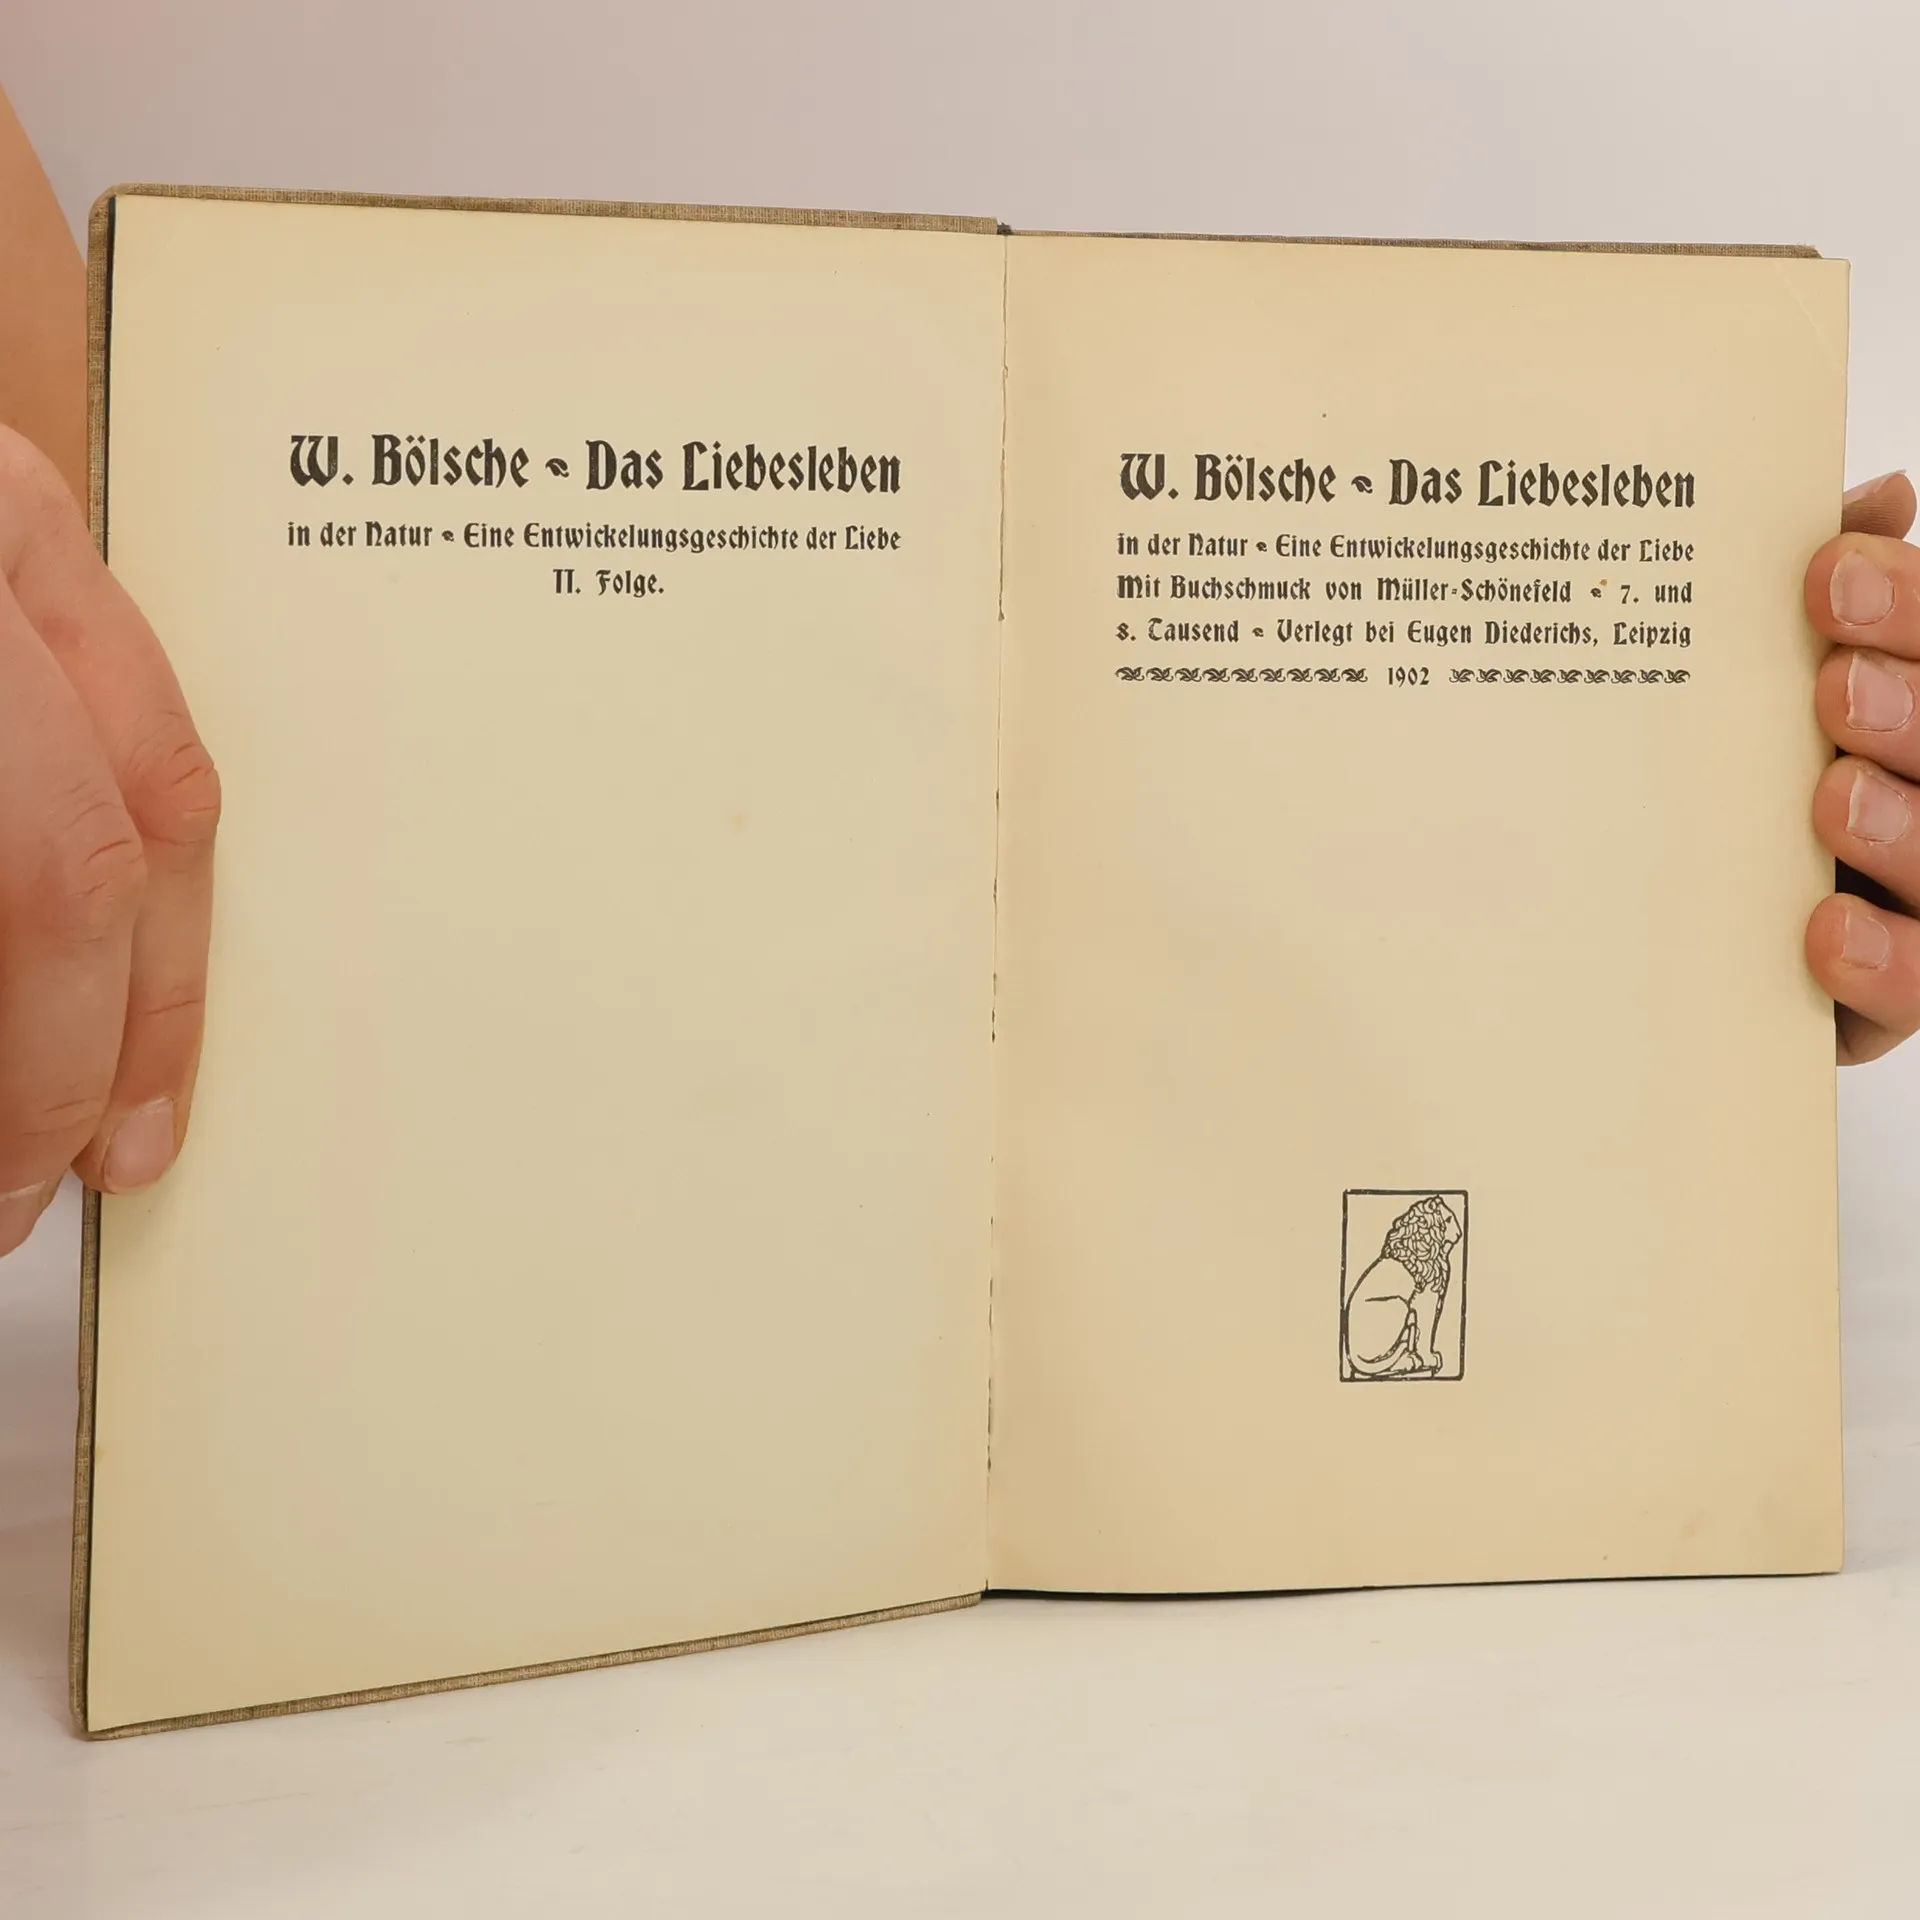 W. Bölsche Das Liebesleben
in der Natur Eine Entwickelungsgeschichte der Liebe
II. Folge.
W. Bölsche Das Liebesleben
in der Natur Eine Entwickelungsgeschichte der Liebe
Mit Buchschmuck von Müller-Schönefeld 7. und
8. Tausend Verlegt bei Eugen Diederichs, Leipzig
1902